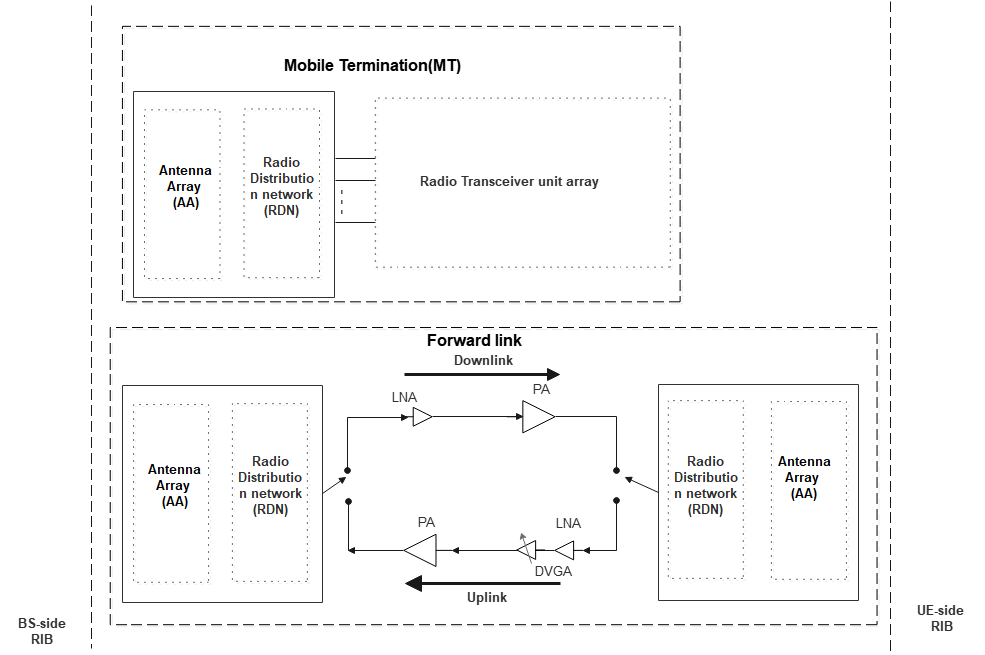 Mobile Termination(MT)
Antenna
Array
(AA)
Radio
Distributio
n network
(RDN)
Radio Transceiver unit array
Forward link
Downlink
LNA
PA
Antenna
Array
(AA)
Radio
Distributio
n network
(RDN)
Radio
Distributio
n network
(RDN)
Antenna
Array
(AA)
PA
LNA
DVGA
Uplink
BS-side
RIB
UE-side
RIB